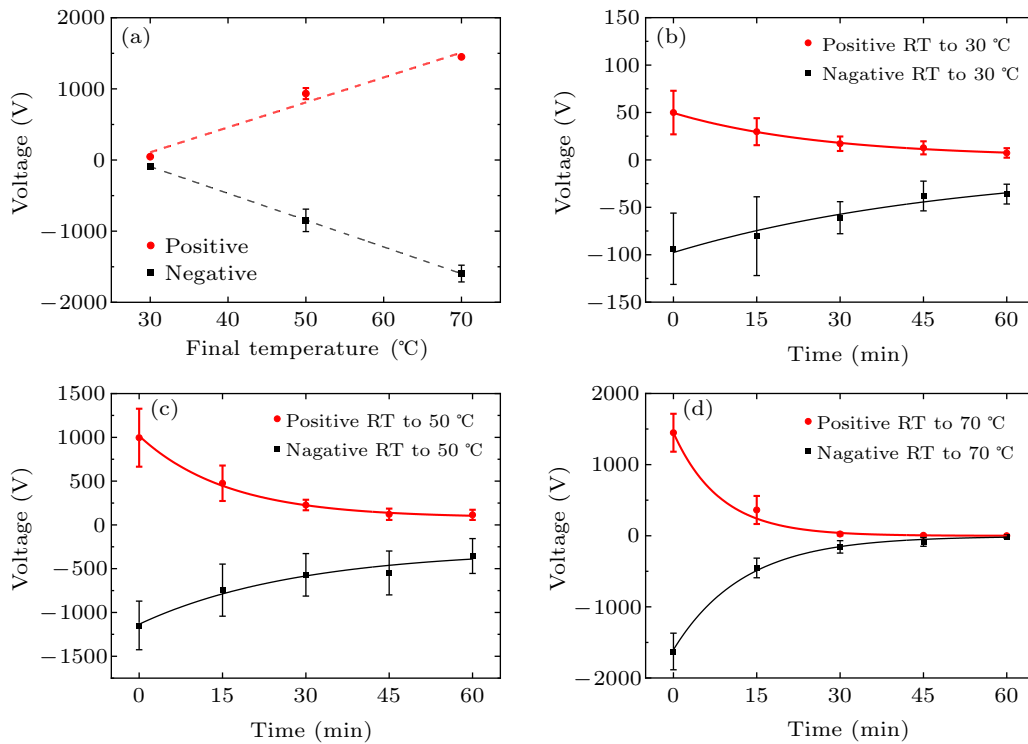 (a)
2000
1000
0
−1000
−2000
Voltage (V)
Positive
Negative
30
40
50
60
70
Final temperature (℃)
(b)
150
100
50
0
−50
−100
−150
Voltage (V)
Positive RT to 30 ℃
Nagative RT to 30 ℃
0
15
30
45
60
Time (min)
(c)
1500
1000
500
0
−500
−1000
−1500
Voltage (V)
Positive RT to 50 ℃
Nagative RT to 50 ℃
0
15
30
45
60
Time (min)
(d)
2000
1000
0
−1000
−2000
Voltage (V)
Positive RT to 70 ℃
Nagative RT to 70 ℃
0
15
30
45
60
Time (min)